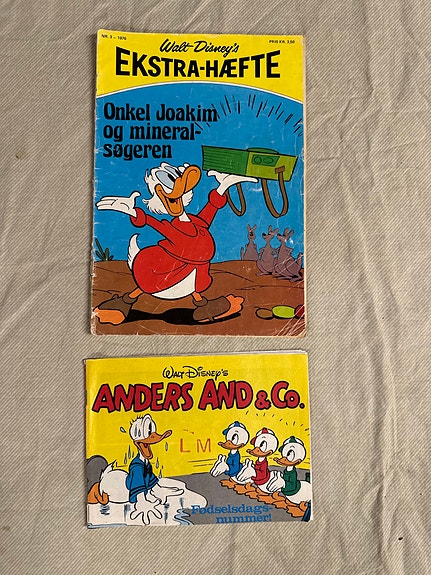 NR. 3 - 1976
PRIS KR. 3,50
Walt Disney's
EKSTRA-HÆFTE
Onkel Joakim
og mineral-
søgeren
WALT DISNEY'S
ANDERS AND & Co.
LM
Fødselsdags-
nummer!